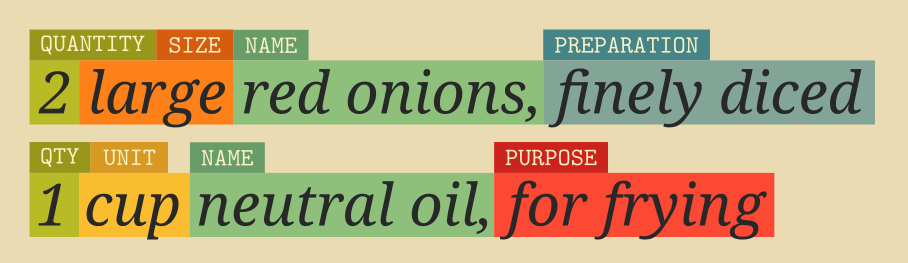 QUANTITY SIZE NAME PREPARATION
2 large red onions, finely diced
QTY UNIT NAME PURPOSE
1 cup neutral oil, for frying